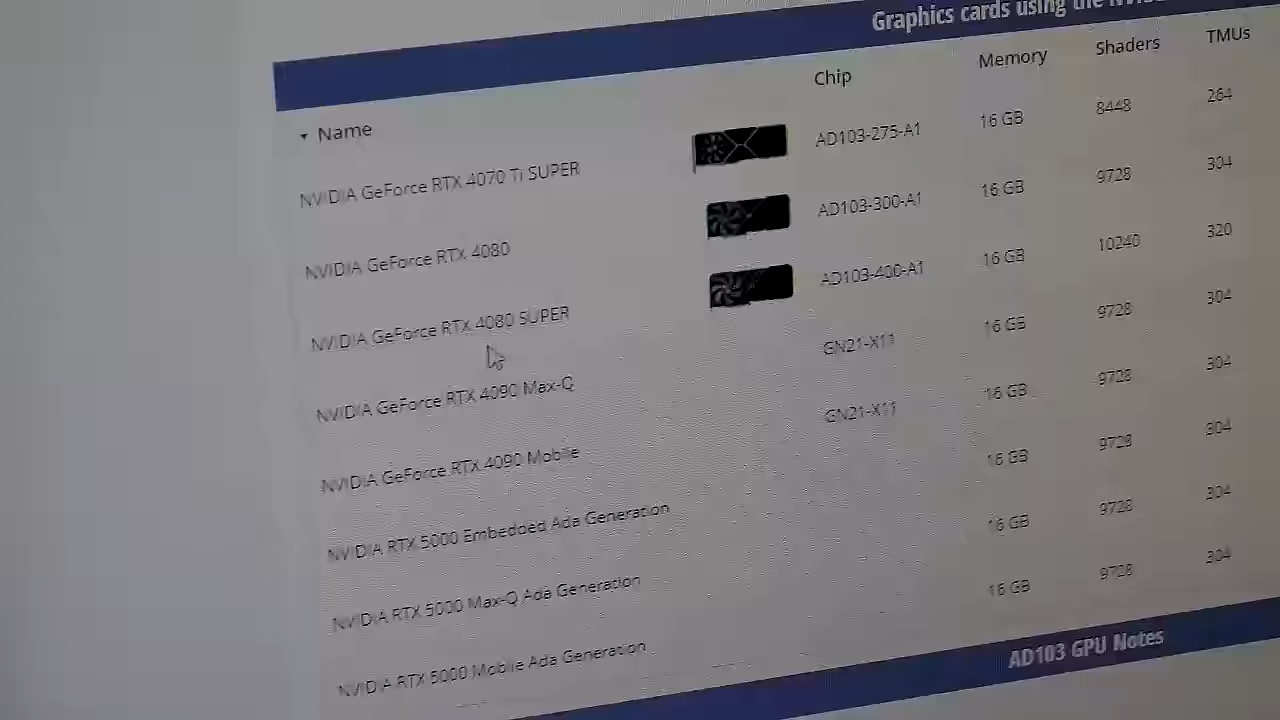 Graphics cards using the
Name Chip Memory Shaders TMUs
NVIDIA GeForce RTX 4070 Ti SUPER AD103-275-A1 16 GB 8448 264
NVIDIA GeForce RTX 4080 AD103-300-A1 16 GB 9728 304
NVIDIA GeForce RTX 4080 SUPER AD103-400-A1 16 GB 10240 320
NVIDIA GeForce RTX 4090 Max-Q GN21-X11 16 GB 9728 304
NVIDIA GeForce RTX 4090 Mobile GN21-X11 16 GB 9728 304
NVIDIA RTX 5000 Embedded Ada Generation 16 GB 9728 304
NVIDIA RTX 5000 Max-Q Ada Generation 16 GB 9728 304
NVIDIA RTX 5000 Mobile Ada Generation 16 GB 9728 304
AD103 GPU Notes